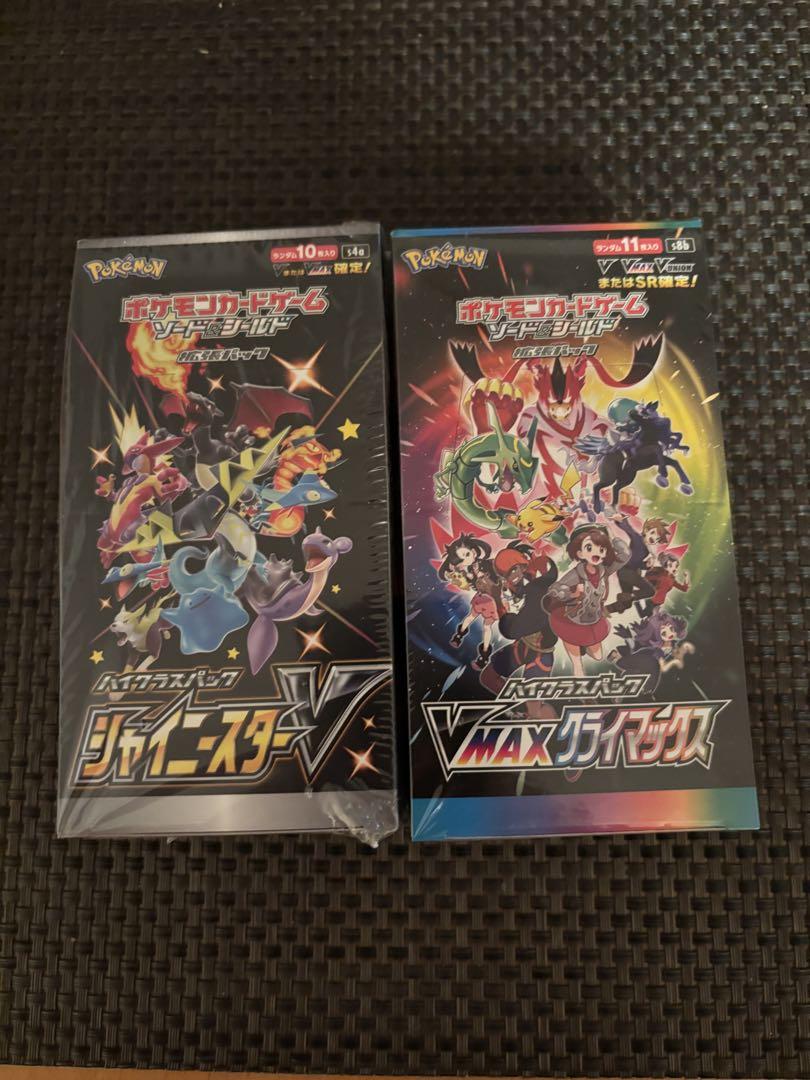 Pokémon
ランダム10枚入り
s4a
VまたはVMAX確定!
ポケモンカードゲーム
ソード&シールド
拡張パック
ハイクラスパック
シャイニースターV
Pokémon
ランダム11枚入り
s8b
V VMAX V-UNION
またはSR確定!
ポケモンカードゲーム
ソード&シールド
拡張パック
ハイクラスパック
VMAXクライマックス